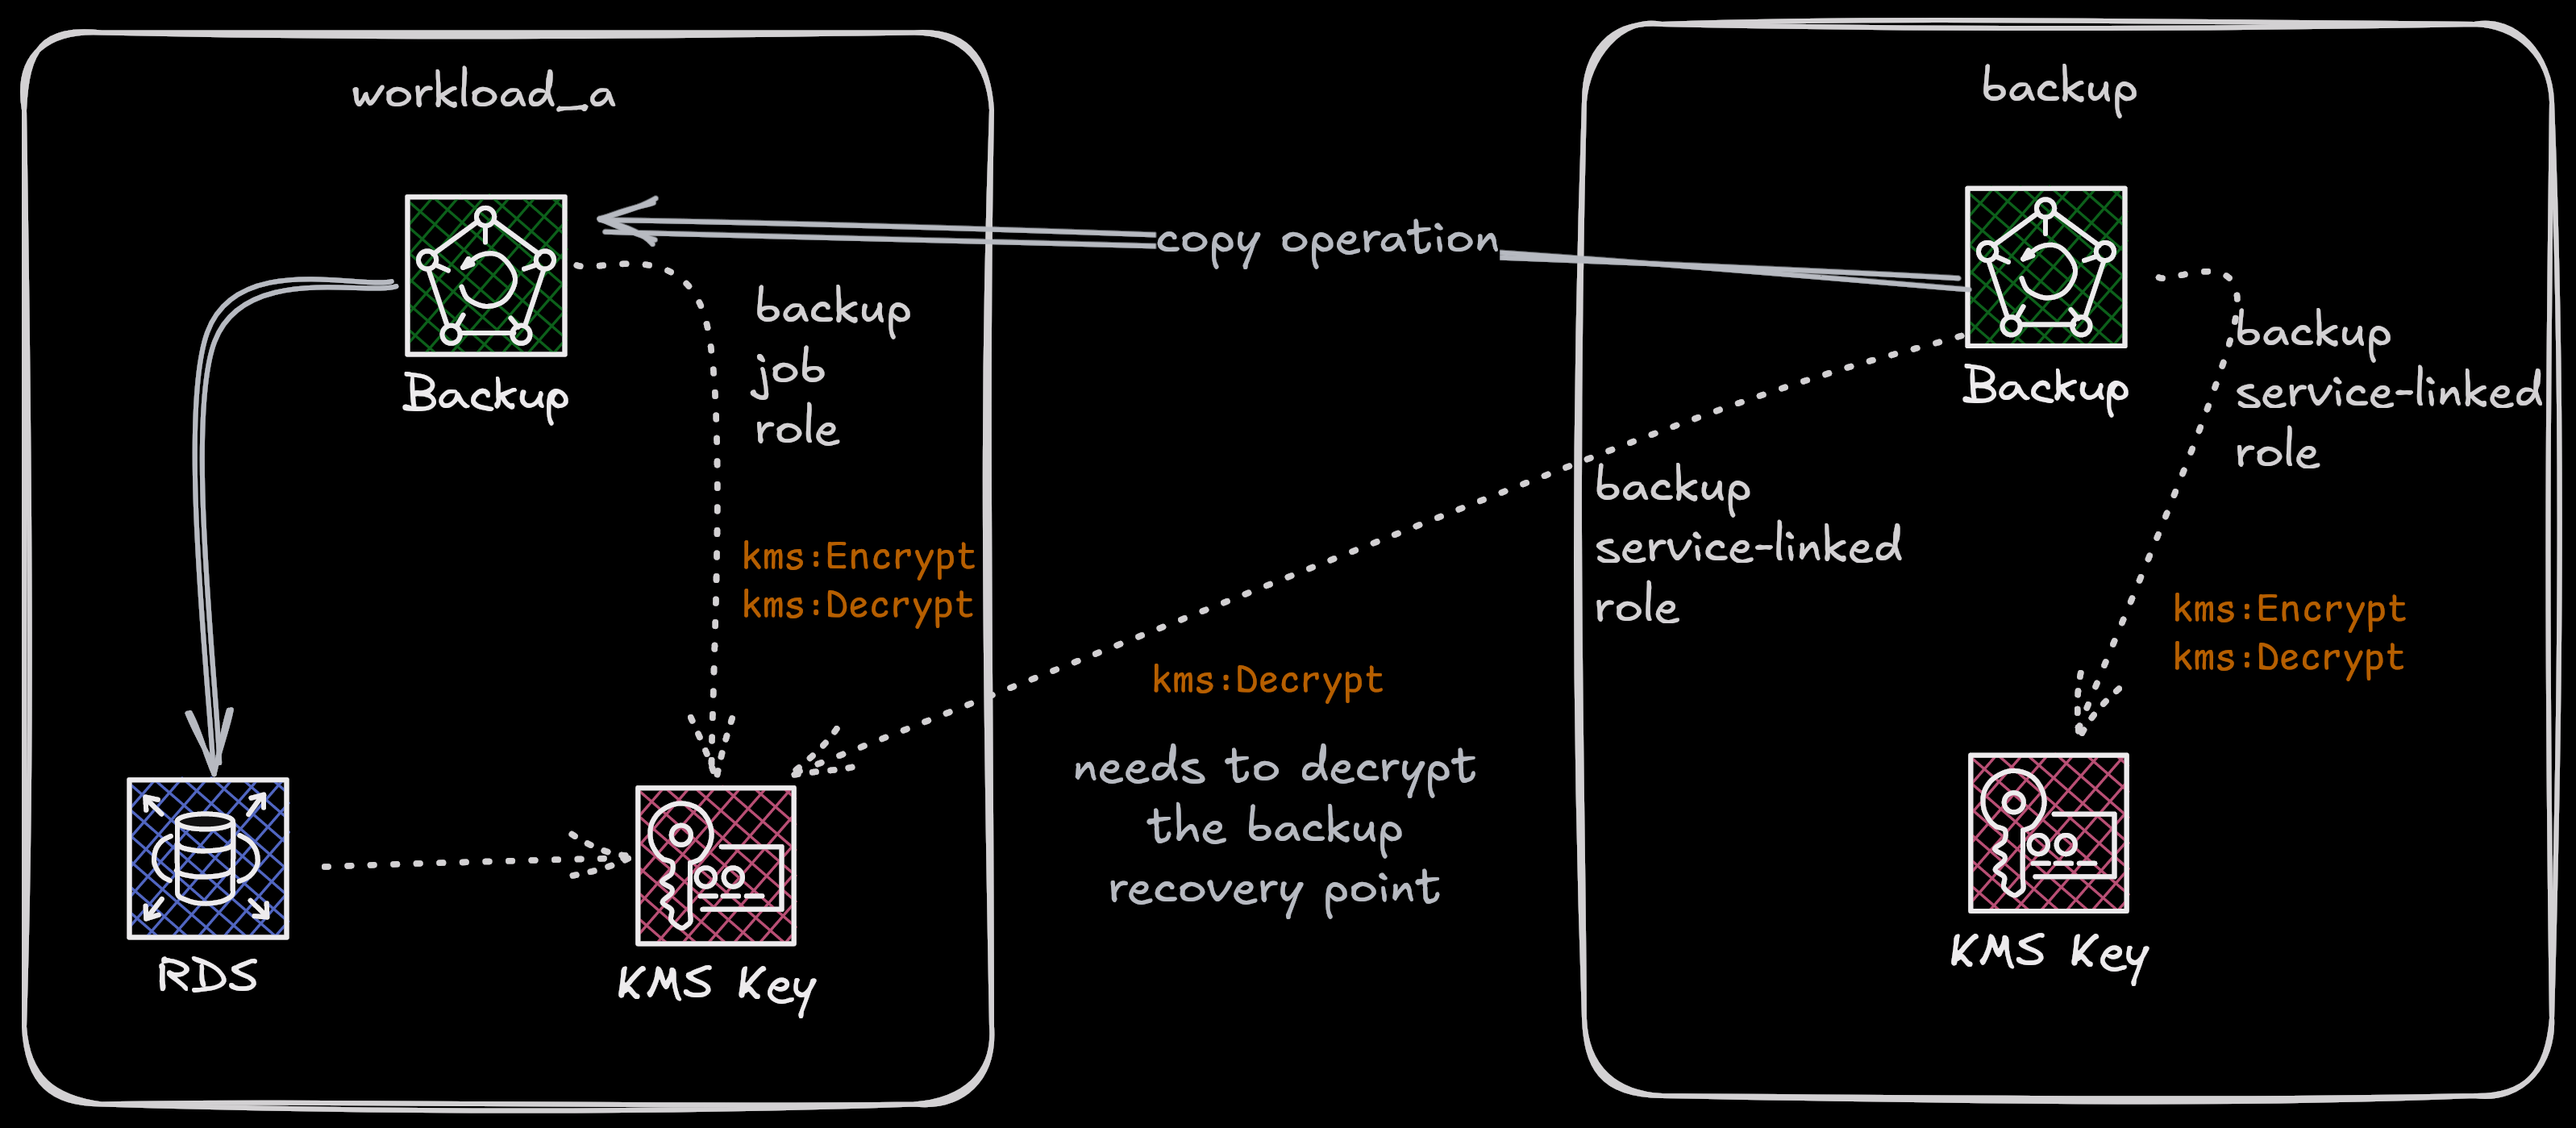 workload_a
backup
Backup
backup
job
role
copy operation
Backup
backup
service-linked
role
backup
service-linked
role
kms:Encrypt
kms:Decrypt
kms:Decrypt
needs to decrypt
the backup
recovery point
kms:Encrypt
kms:Decrypt
RDS
KMS Key
KMS Key